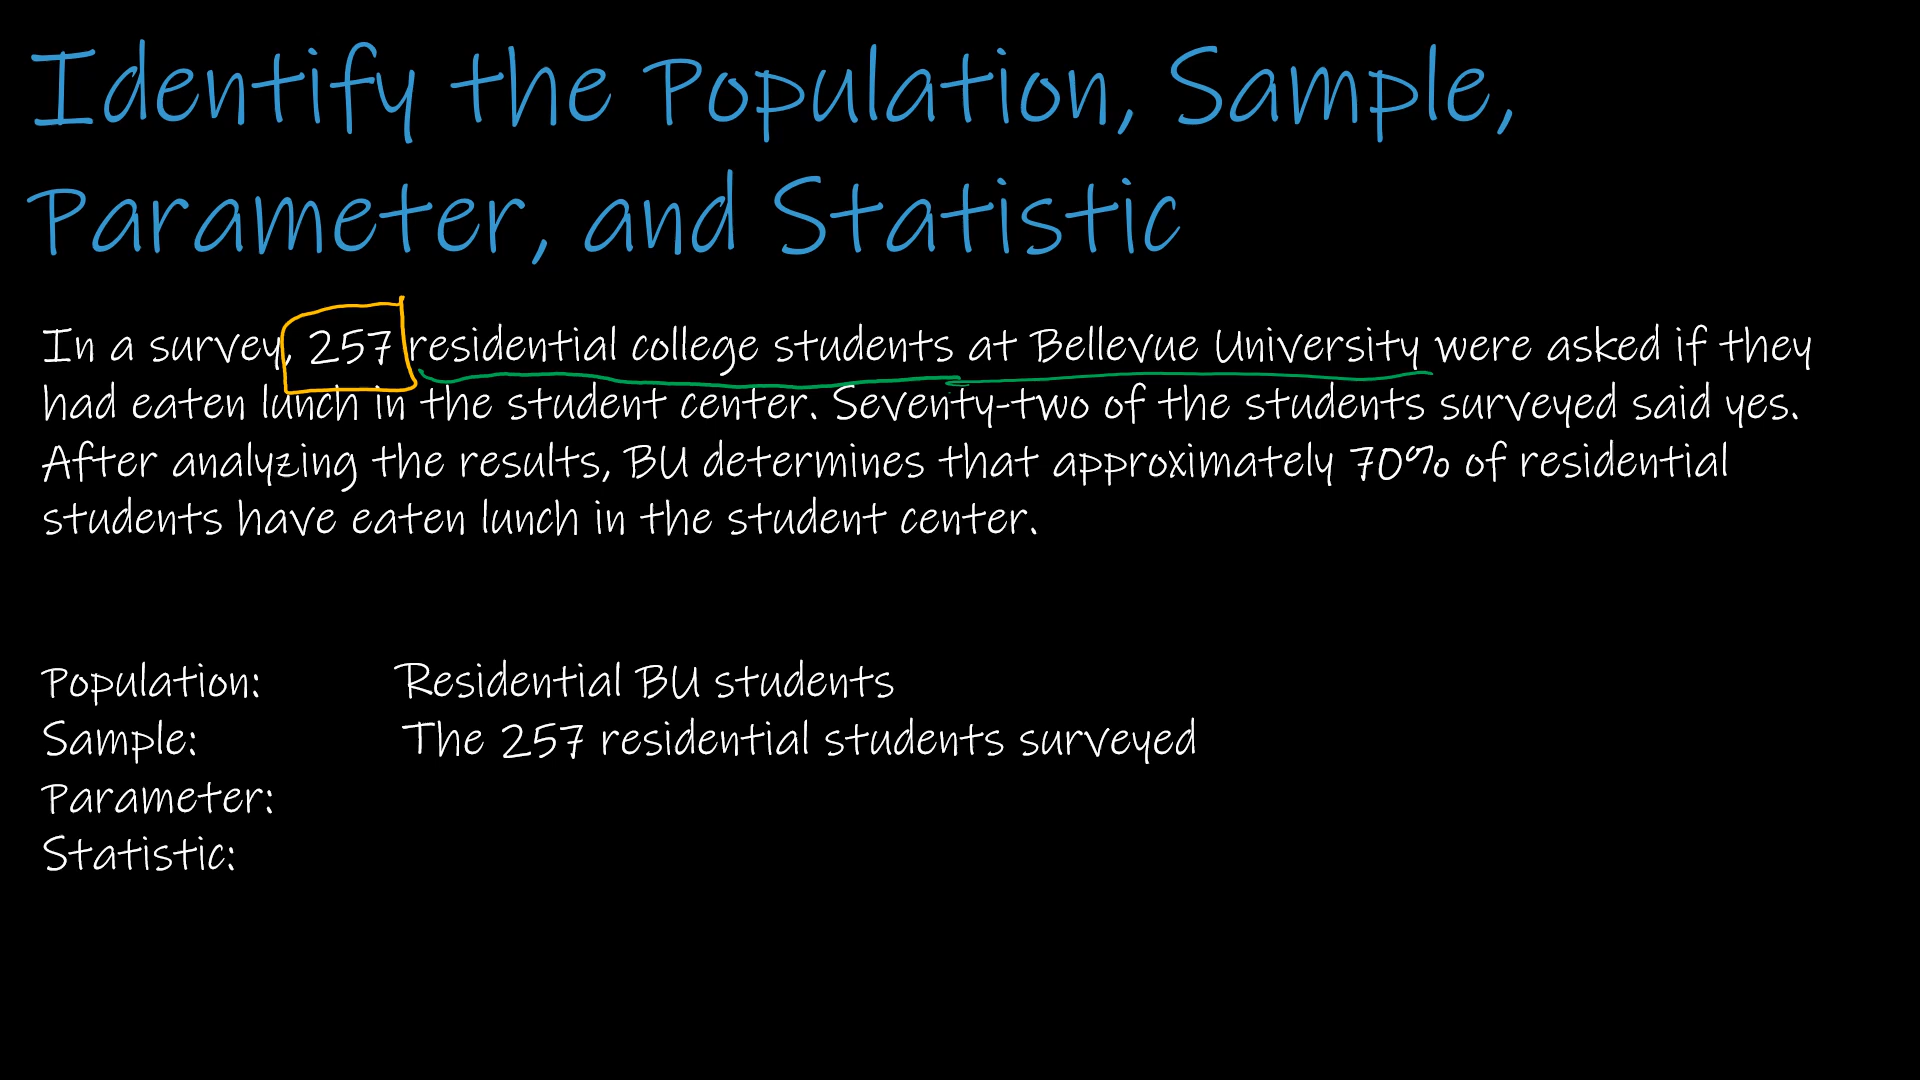 Identify the Population, Sample,
Parameter, and Statistic
In a survey, 257 residential college students at Bellevue University were asked if they
had eaten lunch in the student center. Seventy-two of the students surveyed said yes.
After analyzing the results, BU determines that approximately 70% of residential
students have eaten lunch in the student center.
Population: Residential BU students
Sample: The 257 residential students surveyed
Parameter:
Statistic: